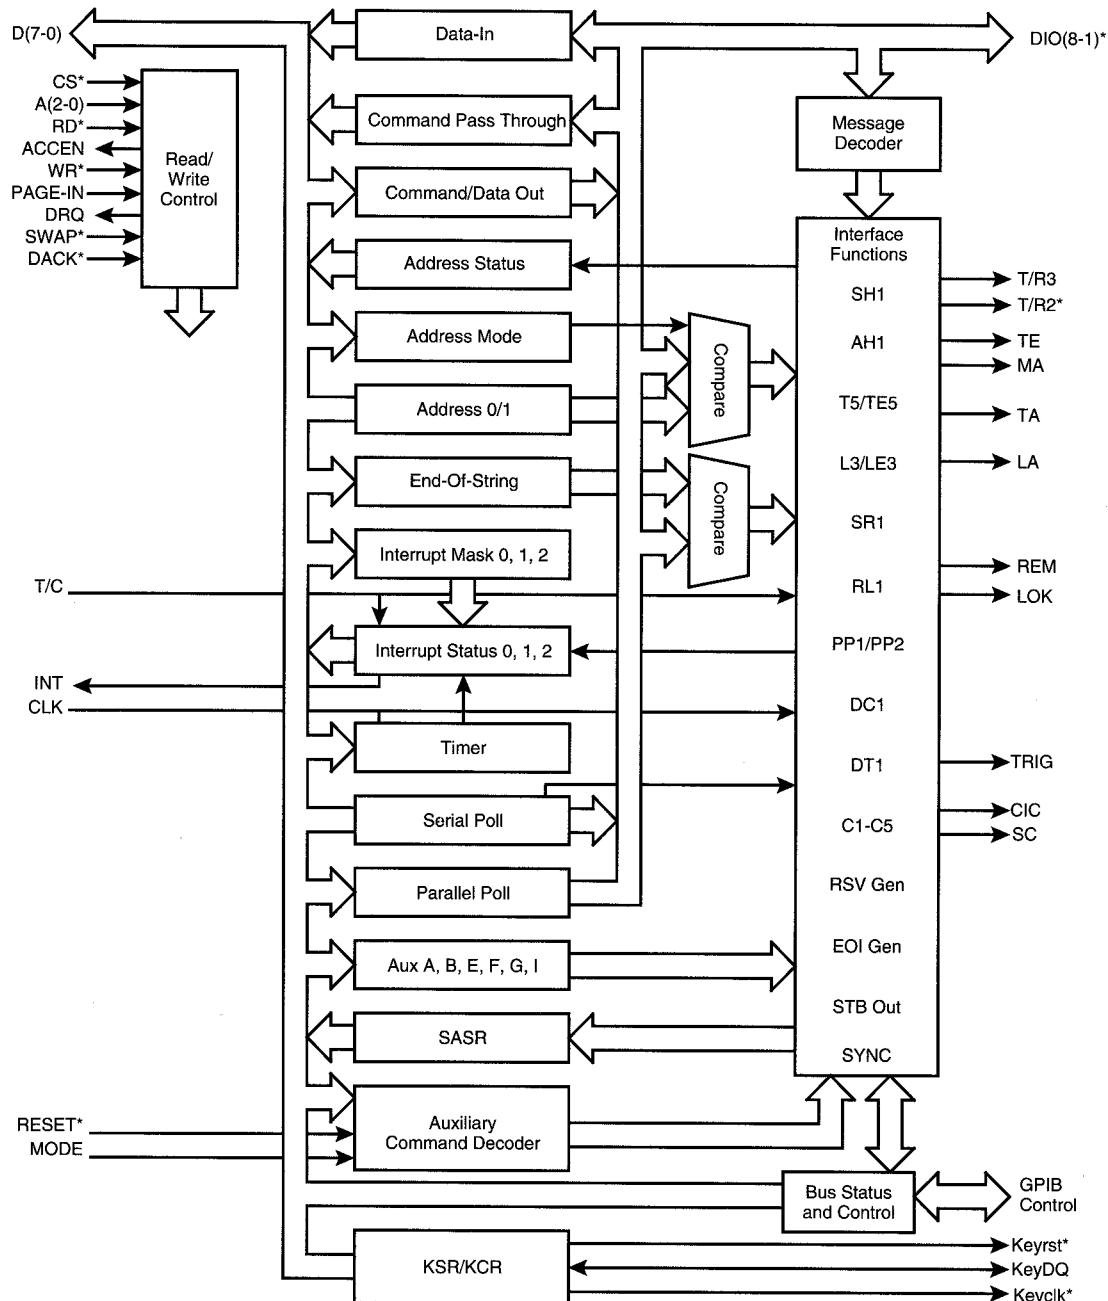 D(7-0)
Data-In
DIO(8-1)*
CS*
A(2-0)
RD*
ACCEN
WR*
PAGE-IN
DRQ
SWAP*
DACK*
Read/
Write
Control
Command Pass Through
Message
Decoder
Command/Data Out
Address Status
Interface
Functions
SH1
AH1
T5/TE5
L3/LE3
SR1
RL1
PP1/PP2
DC1
DT1
C1-C5
RSV Gen
EOI Gen
STB Out
SYNC
T/R3
T/R2*
TE
MA
TA
LA
REM
LOK
TRIG
CIC
SC
Address Mode
Compare
Address 0/1
End-Of-String
Compare
Interrupt Mask 0, 1, 2
T/C
Interrupt Status 0, 1, 2
INT
CLK
Timer
Serial Poll
Parallel Poll
Aux A, B, E, F, G, I
SASR
RESET*
MODE
Auxiliary
Command Decoder
Bus Status
and Control
GPIB
Control
KSR/KCR
Keyrst*
KeyDQ
Keyclk*